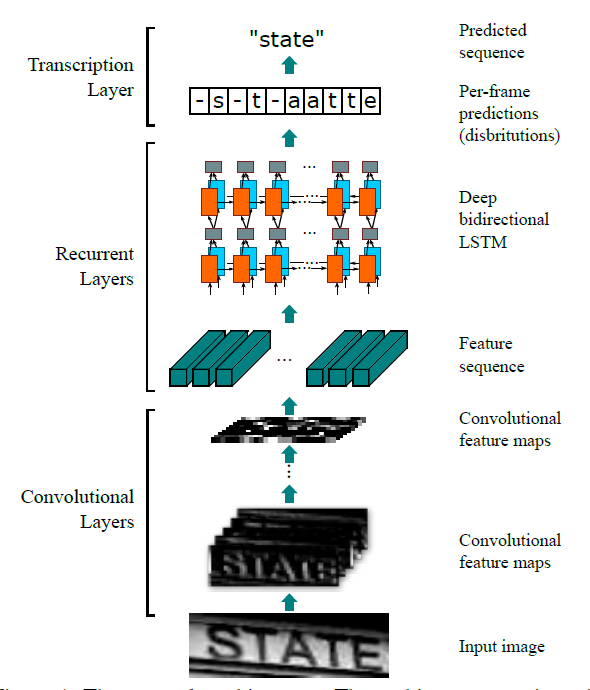 "state"
Predicted
sequence
Transcription
Layer
-s-t-aatte
Per-frame
predictions
(disbritutions)
Recurrent
Layers
Deep
bidirectional
LSTM
Feature
sequence
Convolutional
Layers
Convolutional
feature maps
STATE
Convolutional
feature maps
STATE
Input image